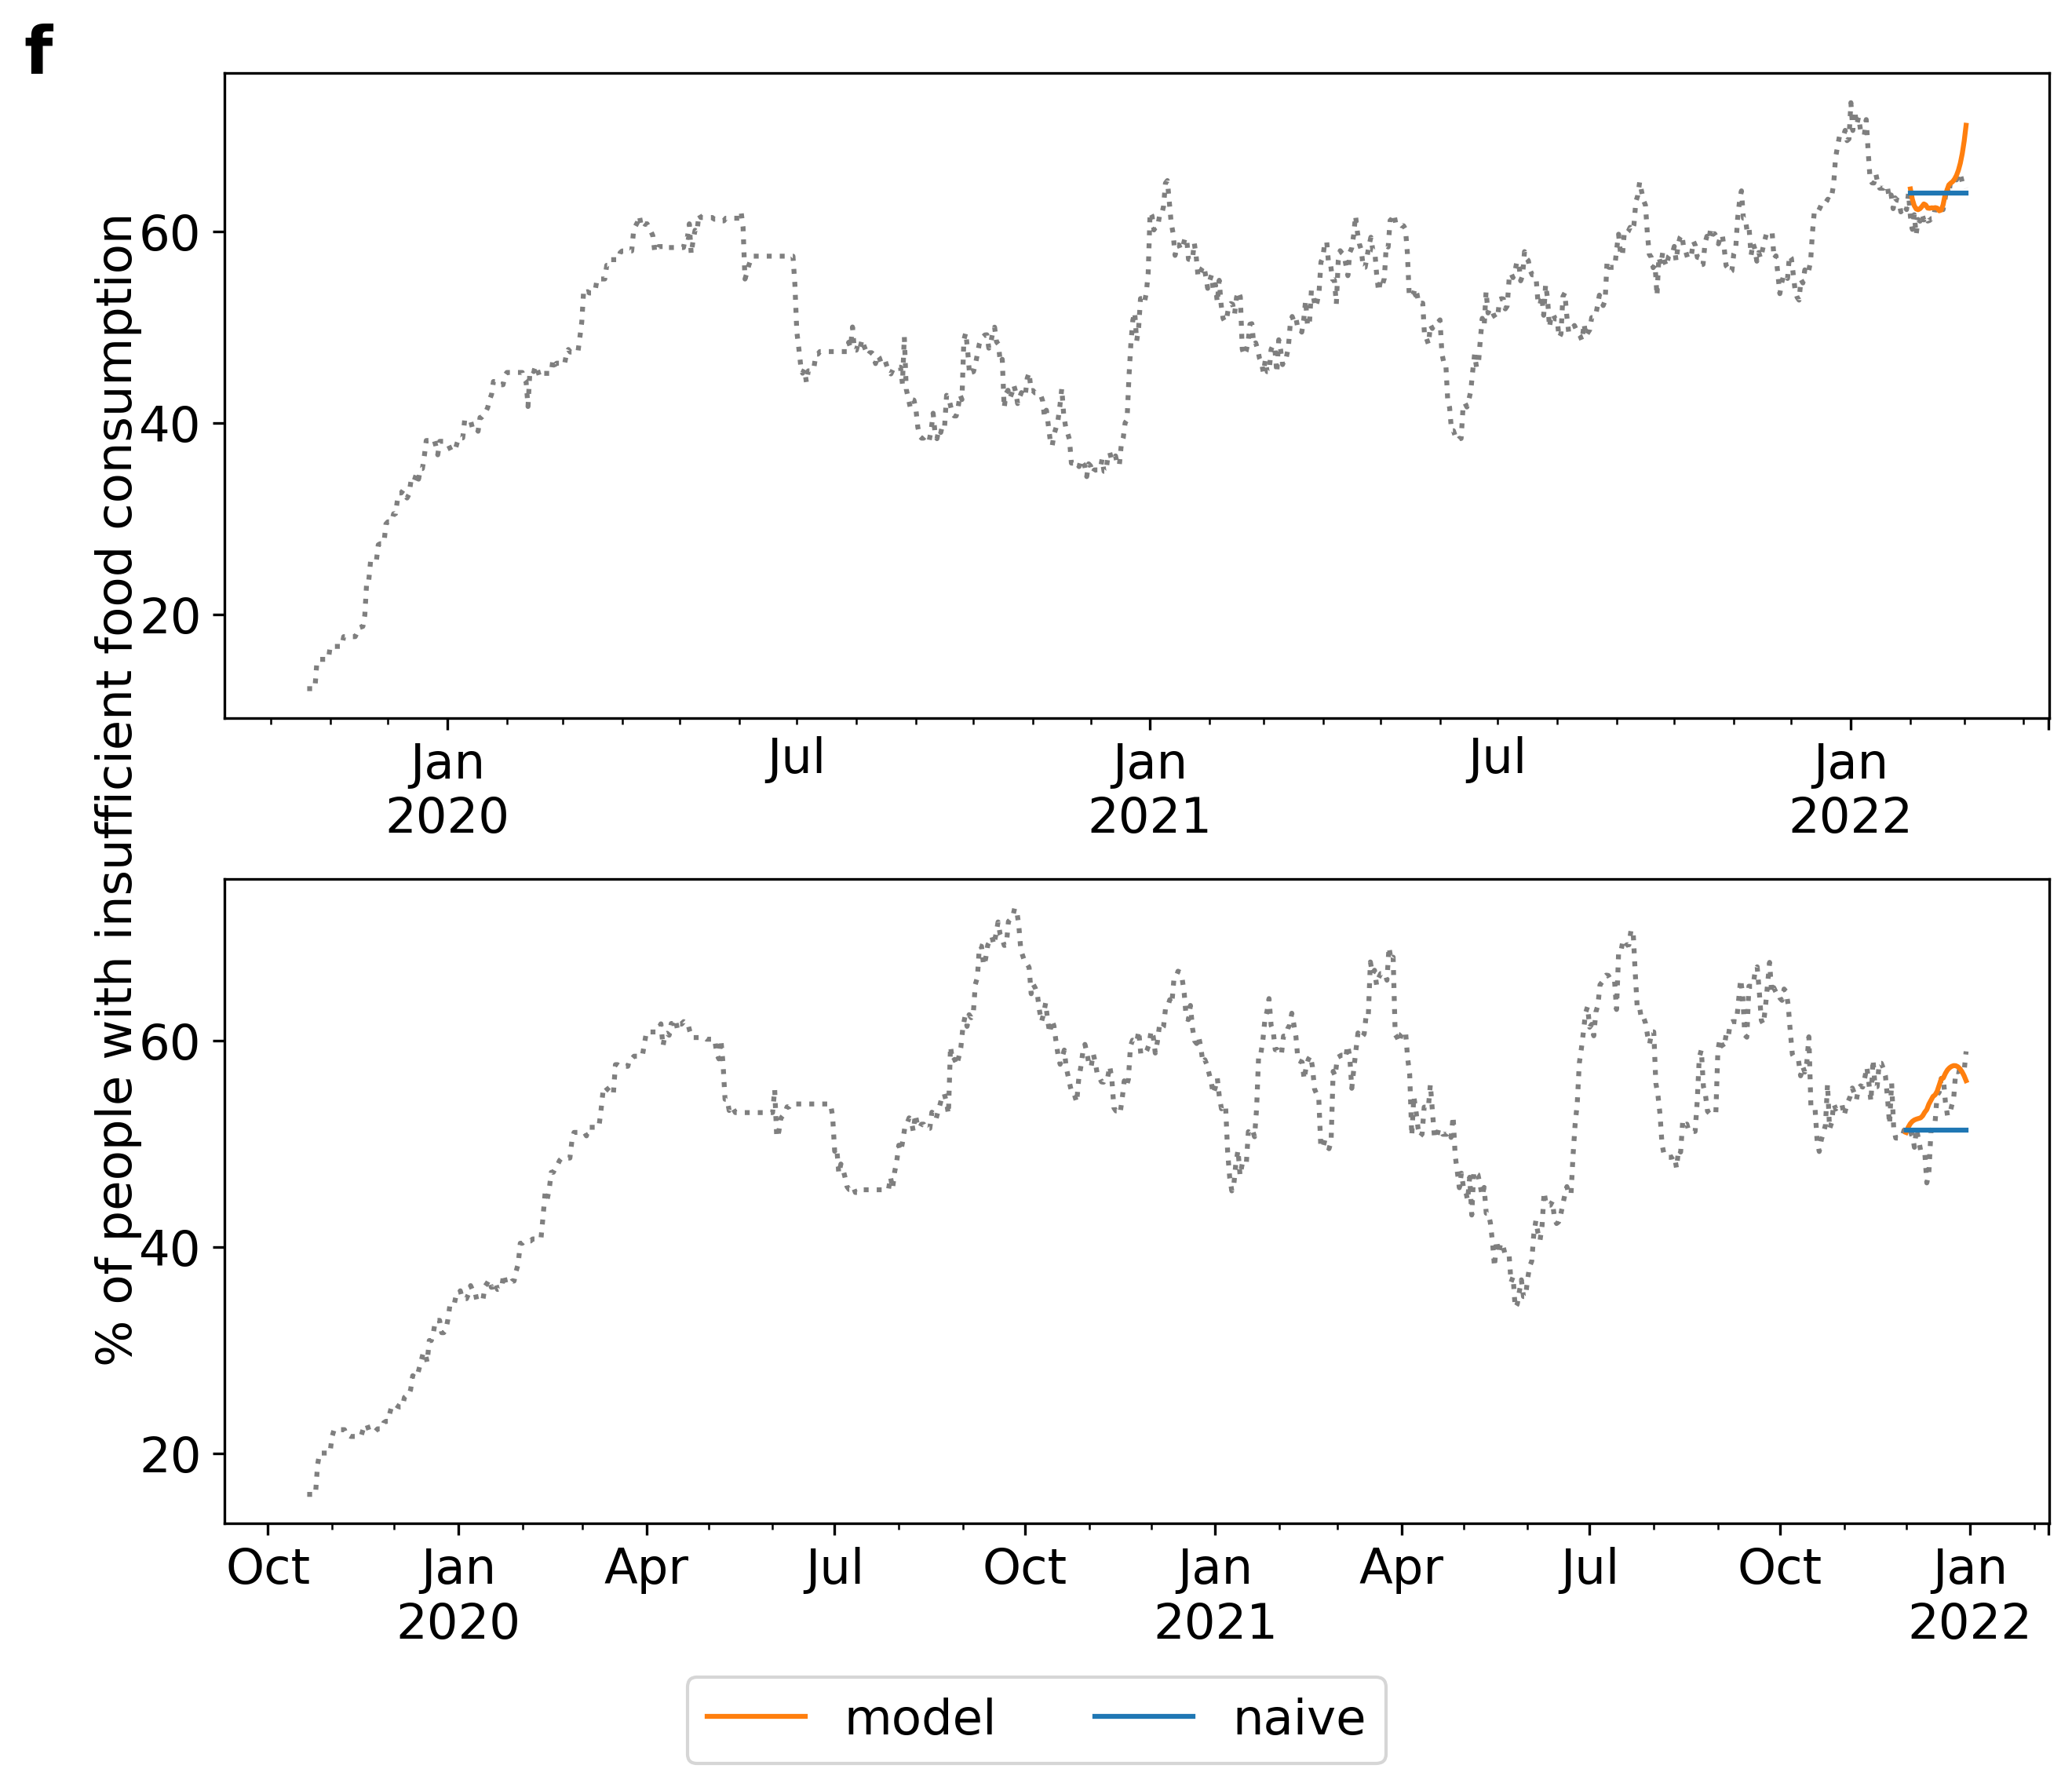 f
% of people with insufficient food consumption
60
40
20
Jan Jul Jan Jul Jan
2020 2021 2022
60
40
20
Oct Jan Apr Jul Oct Jan Apr Jul Oct Jan
2020 2021 2022
model naive